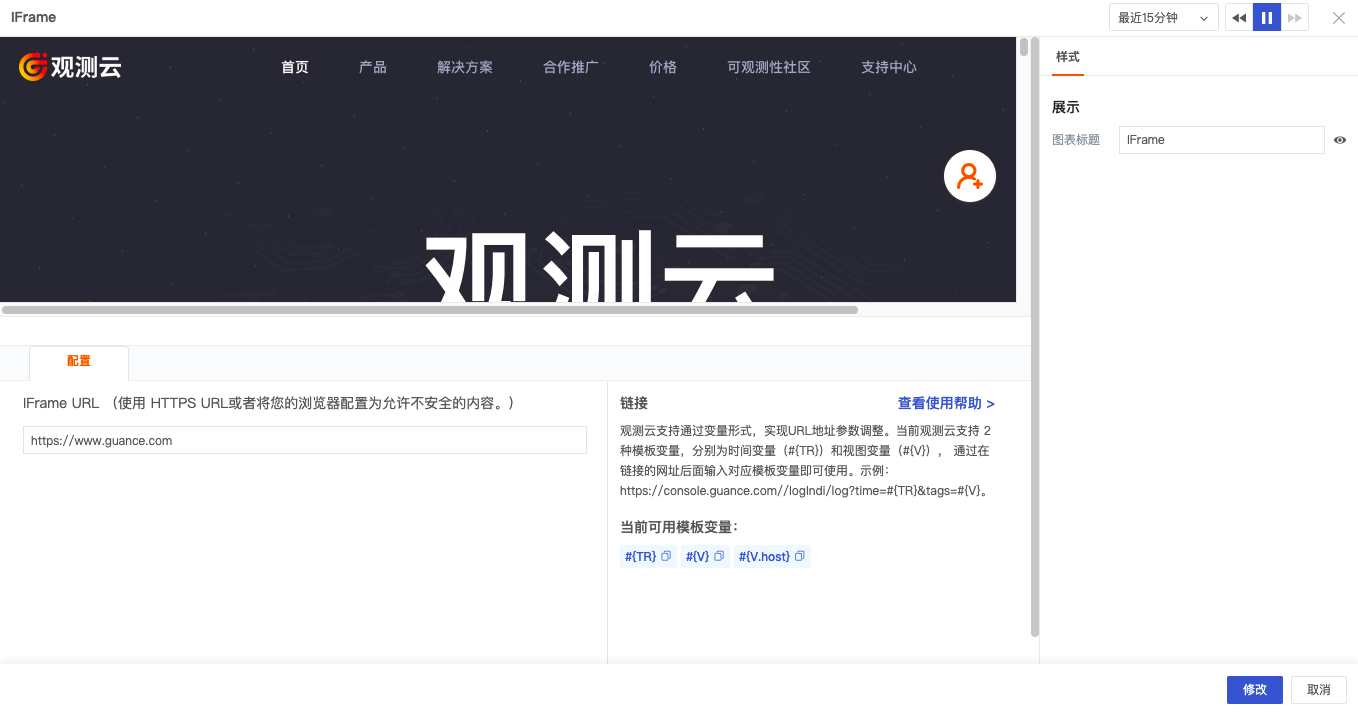 IFrame
最近15分钟
观测云
首页 产品 解决方案 合作推广 价格 可观测性社区 支持中心
观测云
样式
展示
图表标题 IFrame
配置
IFrame URL （使用 HTTPS URL或者将您的浏览器配置为允许不安全的内容。）
https://www.guance.com
链接 查看使用帮助 >
观测云支持通过变量形式，实现URL地址参数调整。当前观测云支持 2
种模板变量，分别为时间变量（#{TR}）和视图变量（#{V}）， 通过在
链接的网址后面输入对应模板变量即可使用。示例：
https://console.guance.com//logIndi/log?time=#{TR}&tags=#{V}。
当前可用模板变量：
#{TR} #{V} #{V.host}
修改 取消